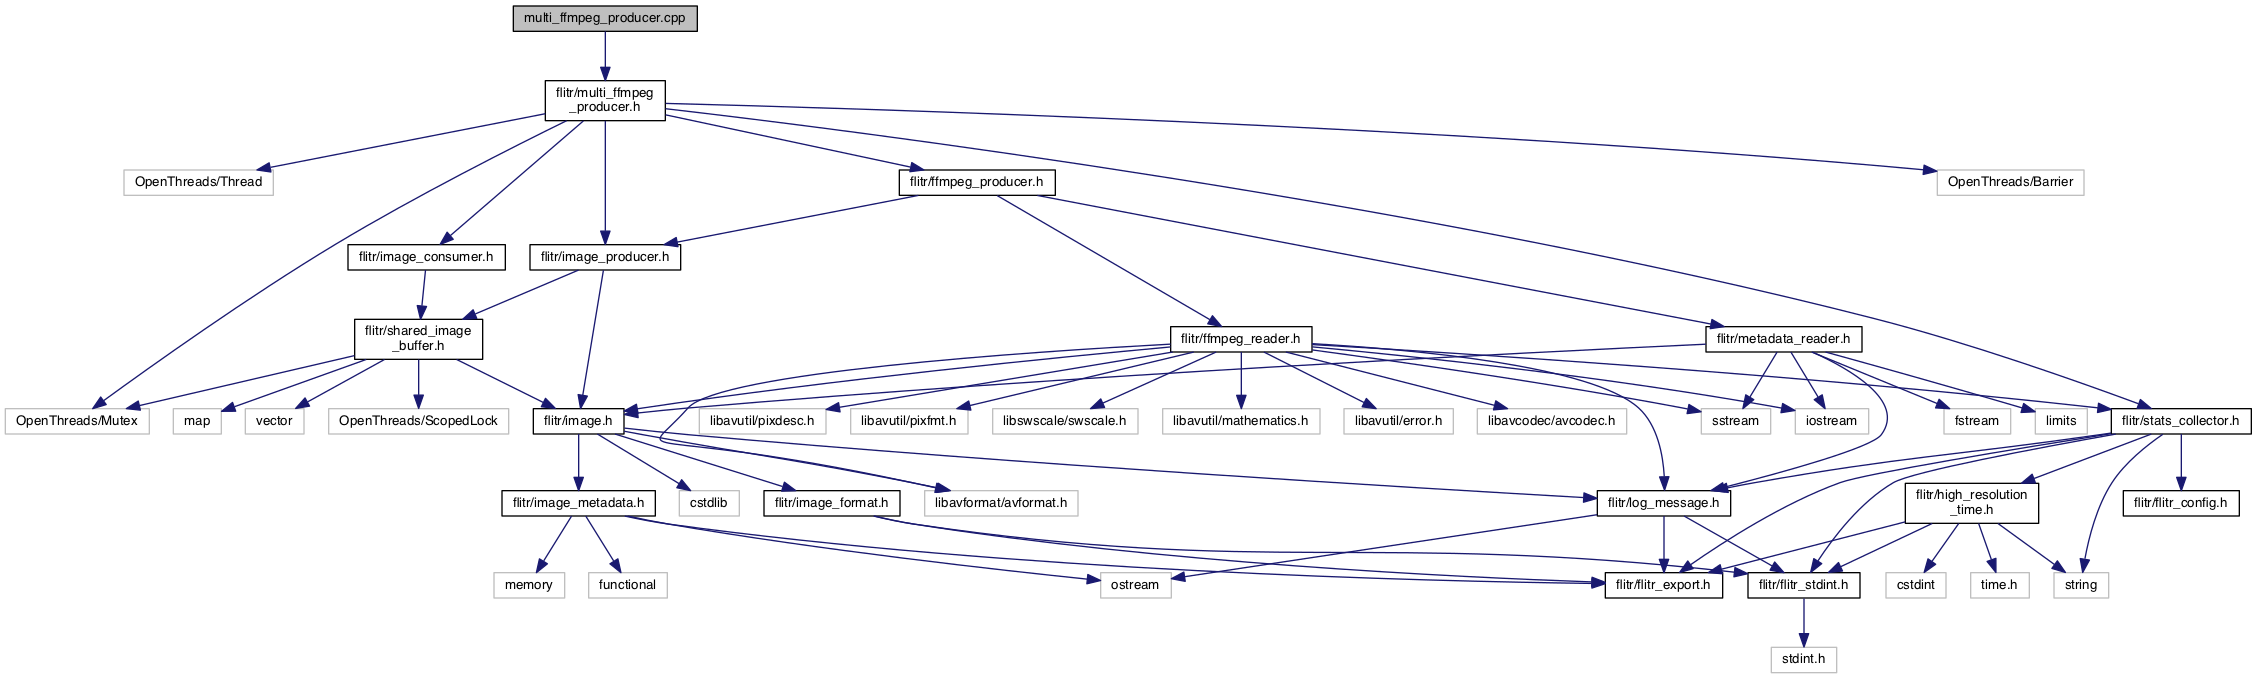 multi_ffmpeg_producer.cpp
flitr/multi_ffmpeg
_producer.h
OpenThreads/Thread
flitr/ffmpeg_producer.h
OpenThreads/Barrier
flitr/image_consumer.h
flitr/image_producer.h
flitr/shared_image
_buffer.h
flitr/ffmpeg_reader.h
flitr/metadata_reader.h
OpenThreads/Mutex
map
vector
OpenThreads/ScopedLock
flitr/image.h
libavutil/pixdesc.h
libavutil/pixfmt.h
libswscale/swscale.h
libavutil/mathematics.h
libavutil/error.h
libavcodec/avcodec.h
sstream
iostream
fstream
limits
flitr/stats_collector.h
flitr/image_metadata.h
cstdlib
flitr/image_format.h
libavformat/avformat.h
flitr/log_message.h
flitr/high_resolution
_time.h
flitr/flitr_config.h
memory
functional
ostream
flitr/flitr_export.h
flitr/flitr_stdint.h
cstdint
time.h
string
stdint.h